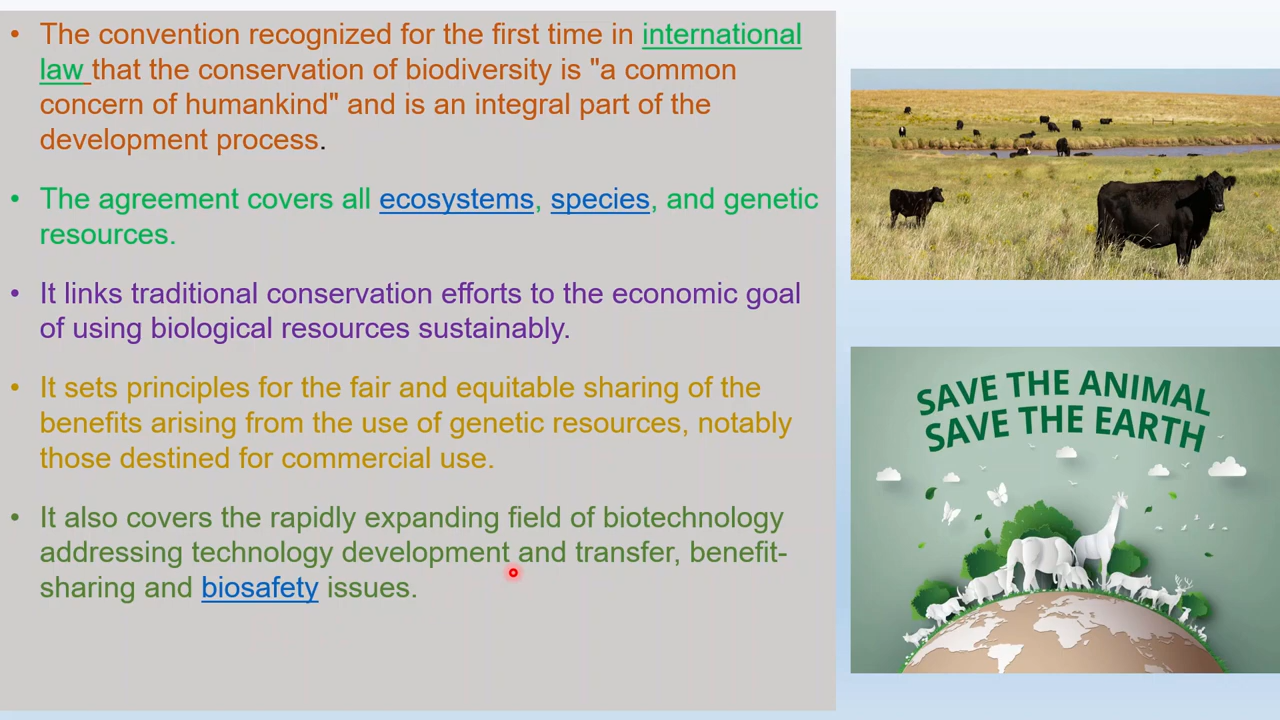 • The convention recognized for the first time in international
law that the conservation of biodiversity is "a common
concern of humankind" and is an integral part of the
development process.
• The agreement covers all ecosystems, species, and genetic
resources.
• It links traditional conservation efforts to the economic goal
of using biological resources sustainably.
• It sets principles for the fair and equitable sharing of the
benefits arising from the use of genetic resources, notably
those destined for commercial use.
• It also covers the rapidly expanding field of biotechnology
addressing technology development and transfer, benefit-
sharing and biosafety issues.
SAVE THE ANIMAL
SAVE THE EARTH